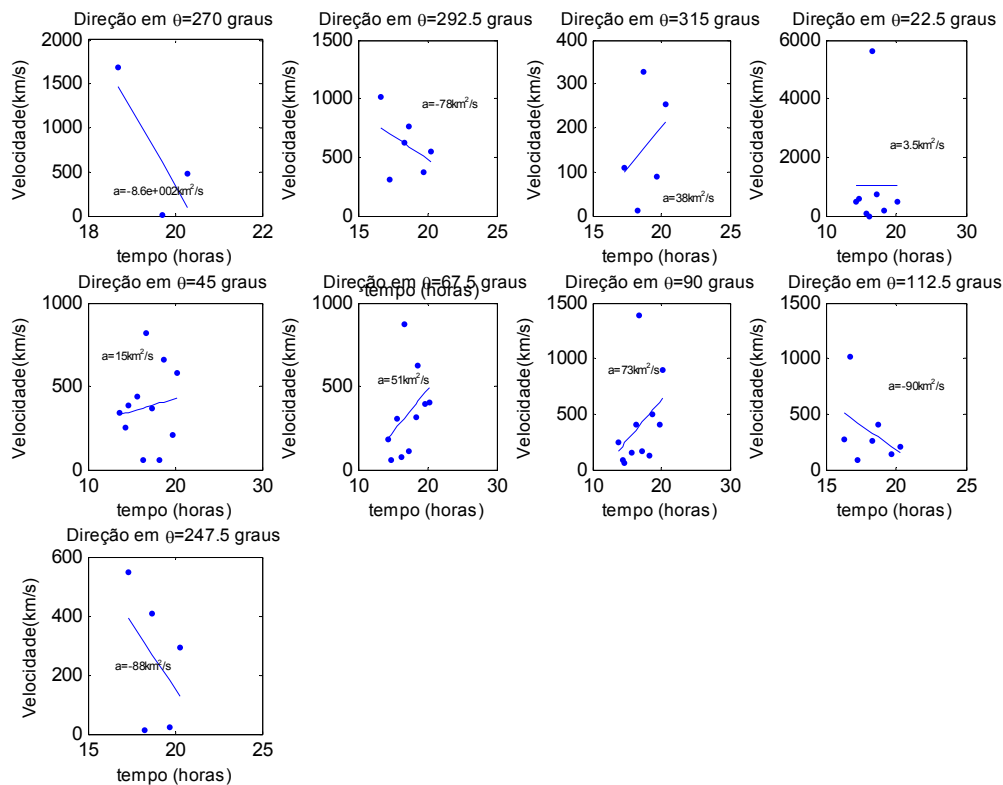 Direção em θ=270 graus
2000
1500
1000
500
0
Velocidade(km/s)
a=-8.6e+002km²/s
18
20
22
tempo (horas)
Direção em θ=292.5 graus
1500
1000
500
0
Velocidade(km/s)
a=-78km²/s
15
20
25
tempo (horas)
Direção em θ=315 graus
400
300
200
100
0
Velocidade(km/s)
a=38km²/s
15
20
25
tempo (horas)
Direção em θ=22.5 graus
6000
4000
2000
0
Velocidade(km/s)
a=3.5km²/s
10
20
30
tempo (horas)
Direção em θ=45 graus
1000
500
0
Velocidade(km/s)
a=15km²/s
10
20
30
tempo (horas)
Direção em θ=67.5 graus
1000
500
0
Velocidade(km/s)
a=51km²/s
10
20
30
tempo (horas)
Direção em θ=90 graus
1500
1000
500
0
Velocidade(km/s)
a=73km²/s
10
20
30
tempo (horas)
Direção em θ=112.5 graus
1500
1000
500
0
Velocidade(km/s)
a=-90km²/s
15
20
25
tempo (horas)
Direção em θ=247.5 graus
600
400
200
0
Velocidade(km/s)
a=-88km²/s
15
20
25
tempo (horas)